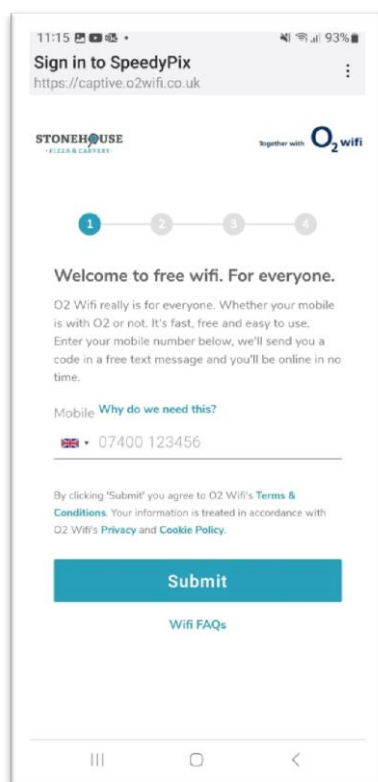 11:15
93%
Sign in to SpeedyPix
https://captive.o2wifi.co.uk
STONEHOUSE
PIZZA & CARVERY
Together with O2 wifi
1 2 3 4
Welcome to free wifi. For everyone.
O2 Wifi really is for everyone. Whether your mobile
is with O2 or not. It's fast, free and easy to use.
Enter your mobile number below, we'll send you a
code in a free text message and you'll be online in no
time.
Mobile Why do we need this?
07400 123456
By clicking 'Submit' you agree to O2 Wifi's Terms &
Conditions. Your information is treated in accordance with
O2 Wifi's Privacy and Cookie Policy.
Submit
Wifi FAQs